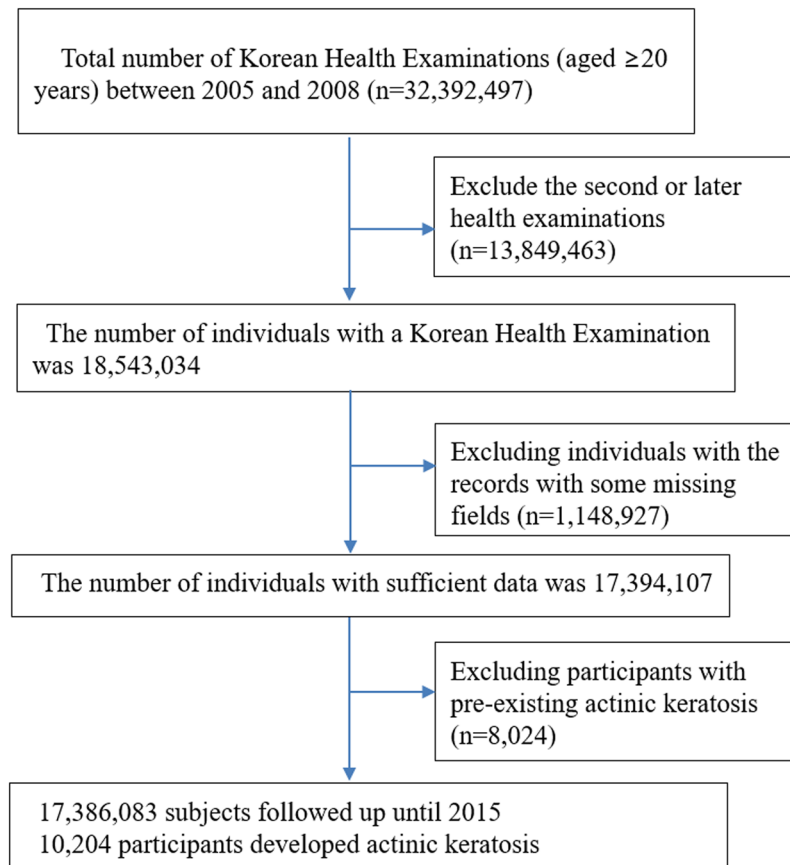 Total number of Korean Health Examinations (aged ≥20
years) between 2005 and 2008 (n=32,392,497)
Exclude the second or later
health examinations
(n=13,849,463)
The number of individuals with a Korean Health Examination
was 18,543,034
Excluding individuals with the
records with some missing
fields (n=1,148,927)
The number of individuals with sufficient data was 17,394,107
Excluding participants with
pre-existing actinic keratosis
(n=8,024)
17,386,083 subjects followed up until 2015
10,204 participants developed actinic keratosis